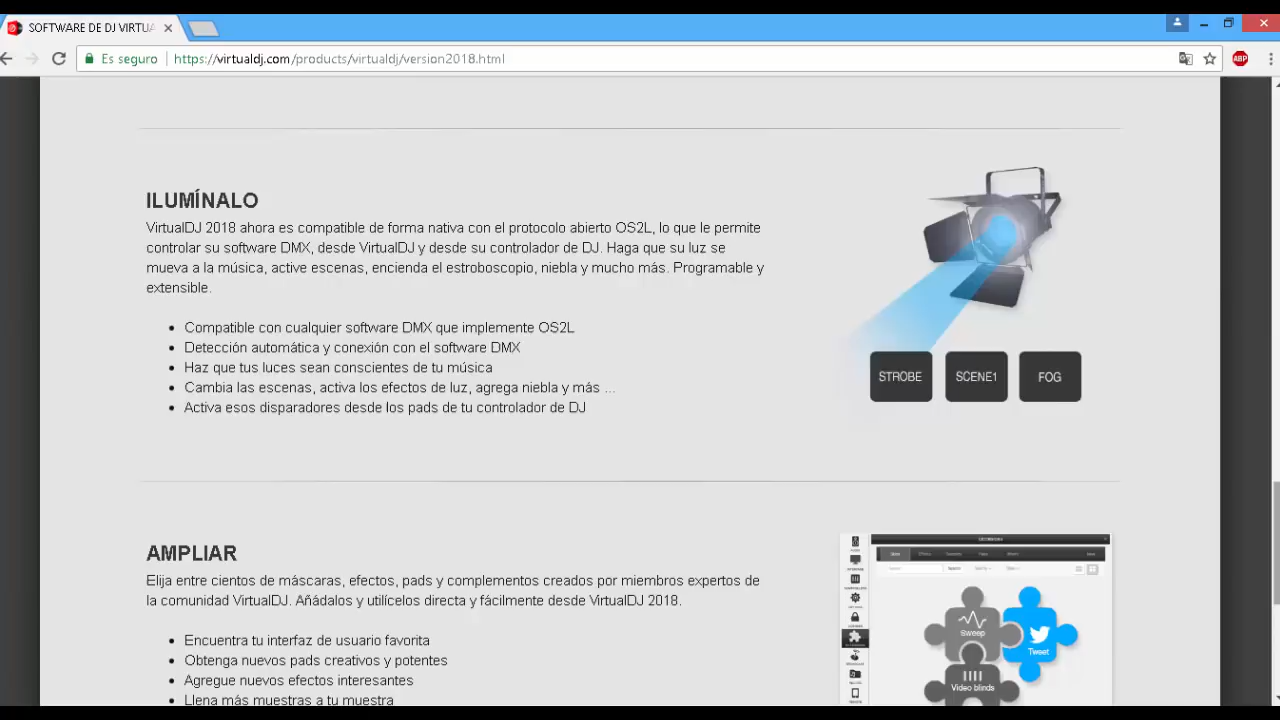 SOFTWARE DE DJ VIRTUA
Es seguro
https://virtualdj.com/products/virtualdj/version2018.html
ABP
ILUMÍNALO
VirtualDJ 2018 ahora es compatible de forma nativa con el protocolo abierto OS2L, lo que le permite
controlar su software DMX, desde VirtualDJ y desde su controlador de DJ. Haga que su luz se
mueva a la música, active escenas, encienda el estroboscopio, niebla y mucho más. Programable y
extensible.
Compatible con cualquier software DMX que implemente OS2L
Detección automática y conexión con el software DMX
Haz que tus luces sean conscientes de tu música
Cambia las escenas, activa los efectos de luz, agrega niebla y más ...
Activa esos disparadores desde los pads de tu controlador de DJ
STROBE
SCENE1
FOG
AMPLIAR
Elija entre cientos de máscaras, efectos, pads y complementos creados por miembros expertos de
la comunidad VirtualDJ. Añádalos y utilícelos directa y fácilmente desde VirtualDJ 2018.
Encuentra tu interfaz de usuario favorita
Obtenga nuevos pads creativos y potentes
Agregue nuevos efectos interesantes
Llena más muestras a tu muestra
Sweep
Tweet
Video blinds